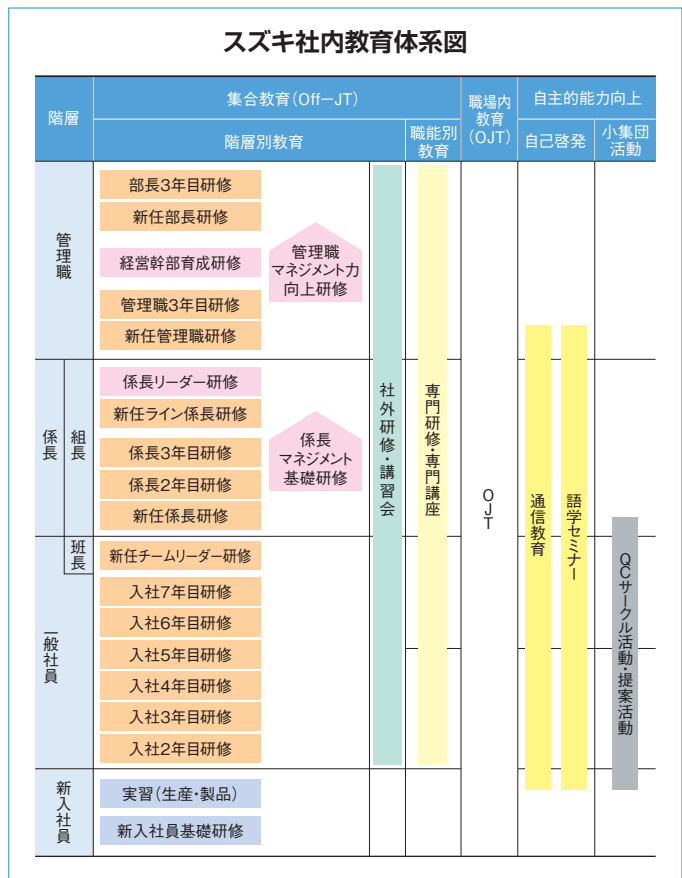 スズキ社内教育体系図
階層
集合教育（Off－JT）
階層別教育
職能別
教育
職場内
教育
（OJT）
自主的能力向上
自己啓発
小集団
活動
管理職
部長3年目研修
新任部長研修
経営幹部育成研修
管理職3年目研修
新任管理職研修
管理職
マネジメント力
向上研修
係長
組長
係長リーダー研修
新任ライン係長研修
係長3年目研修
係長2年目研修
新任係長研修
係長
マネジメント
基礎研修
一般社員
班長
新任チームリーダー研修
入社7年目研修
入社6年目研修
入社5年目研修
入社4年目研修
入社3年目研修
入社2年目研修
新入社員
実習（生産・製品）
新入社員基礎研修
社外研修・講習会
専門研修・専門講座
OJT
通信教育
語学セミナー
QCサークル活動・提案活動